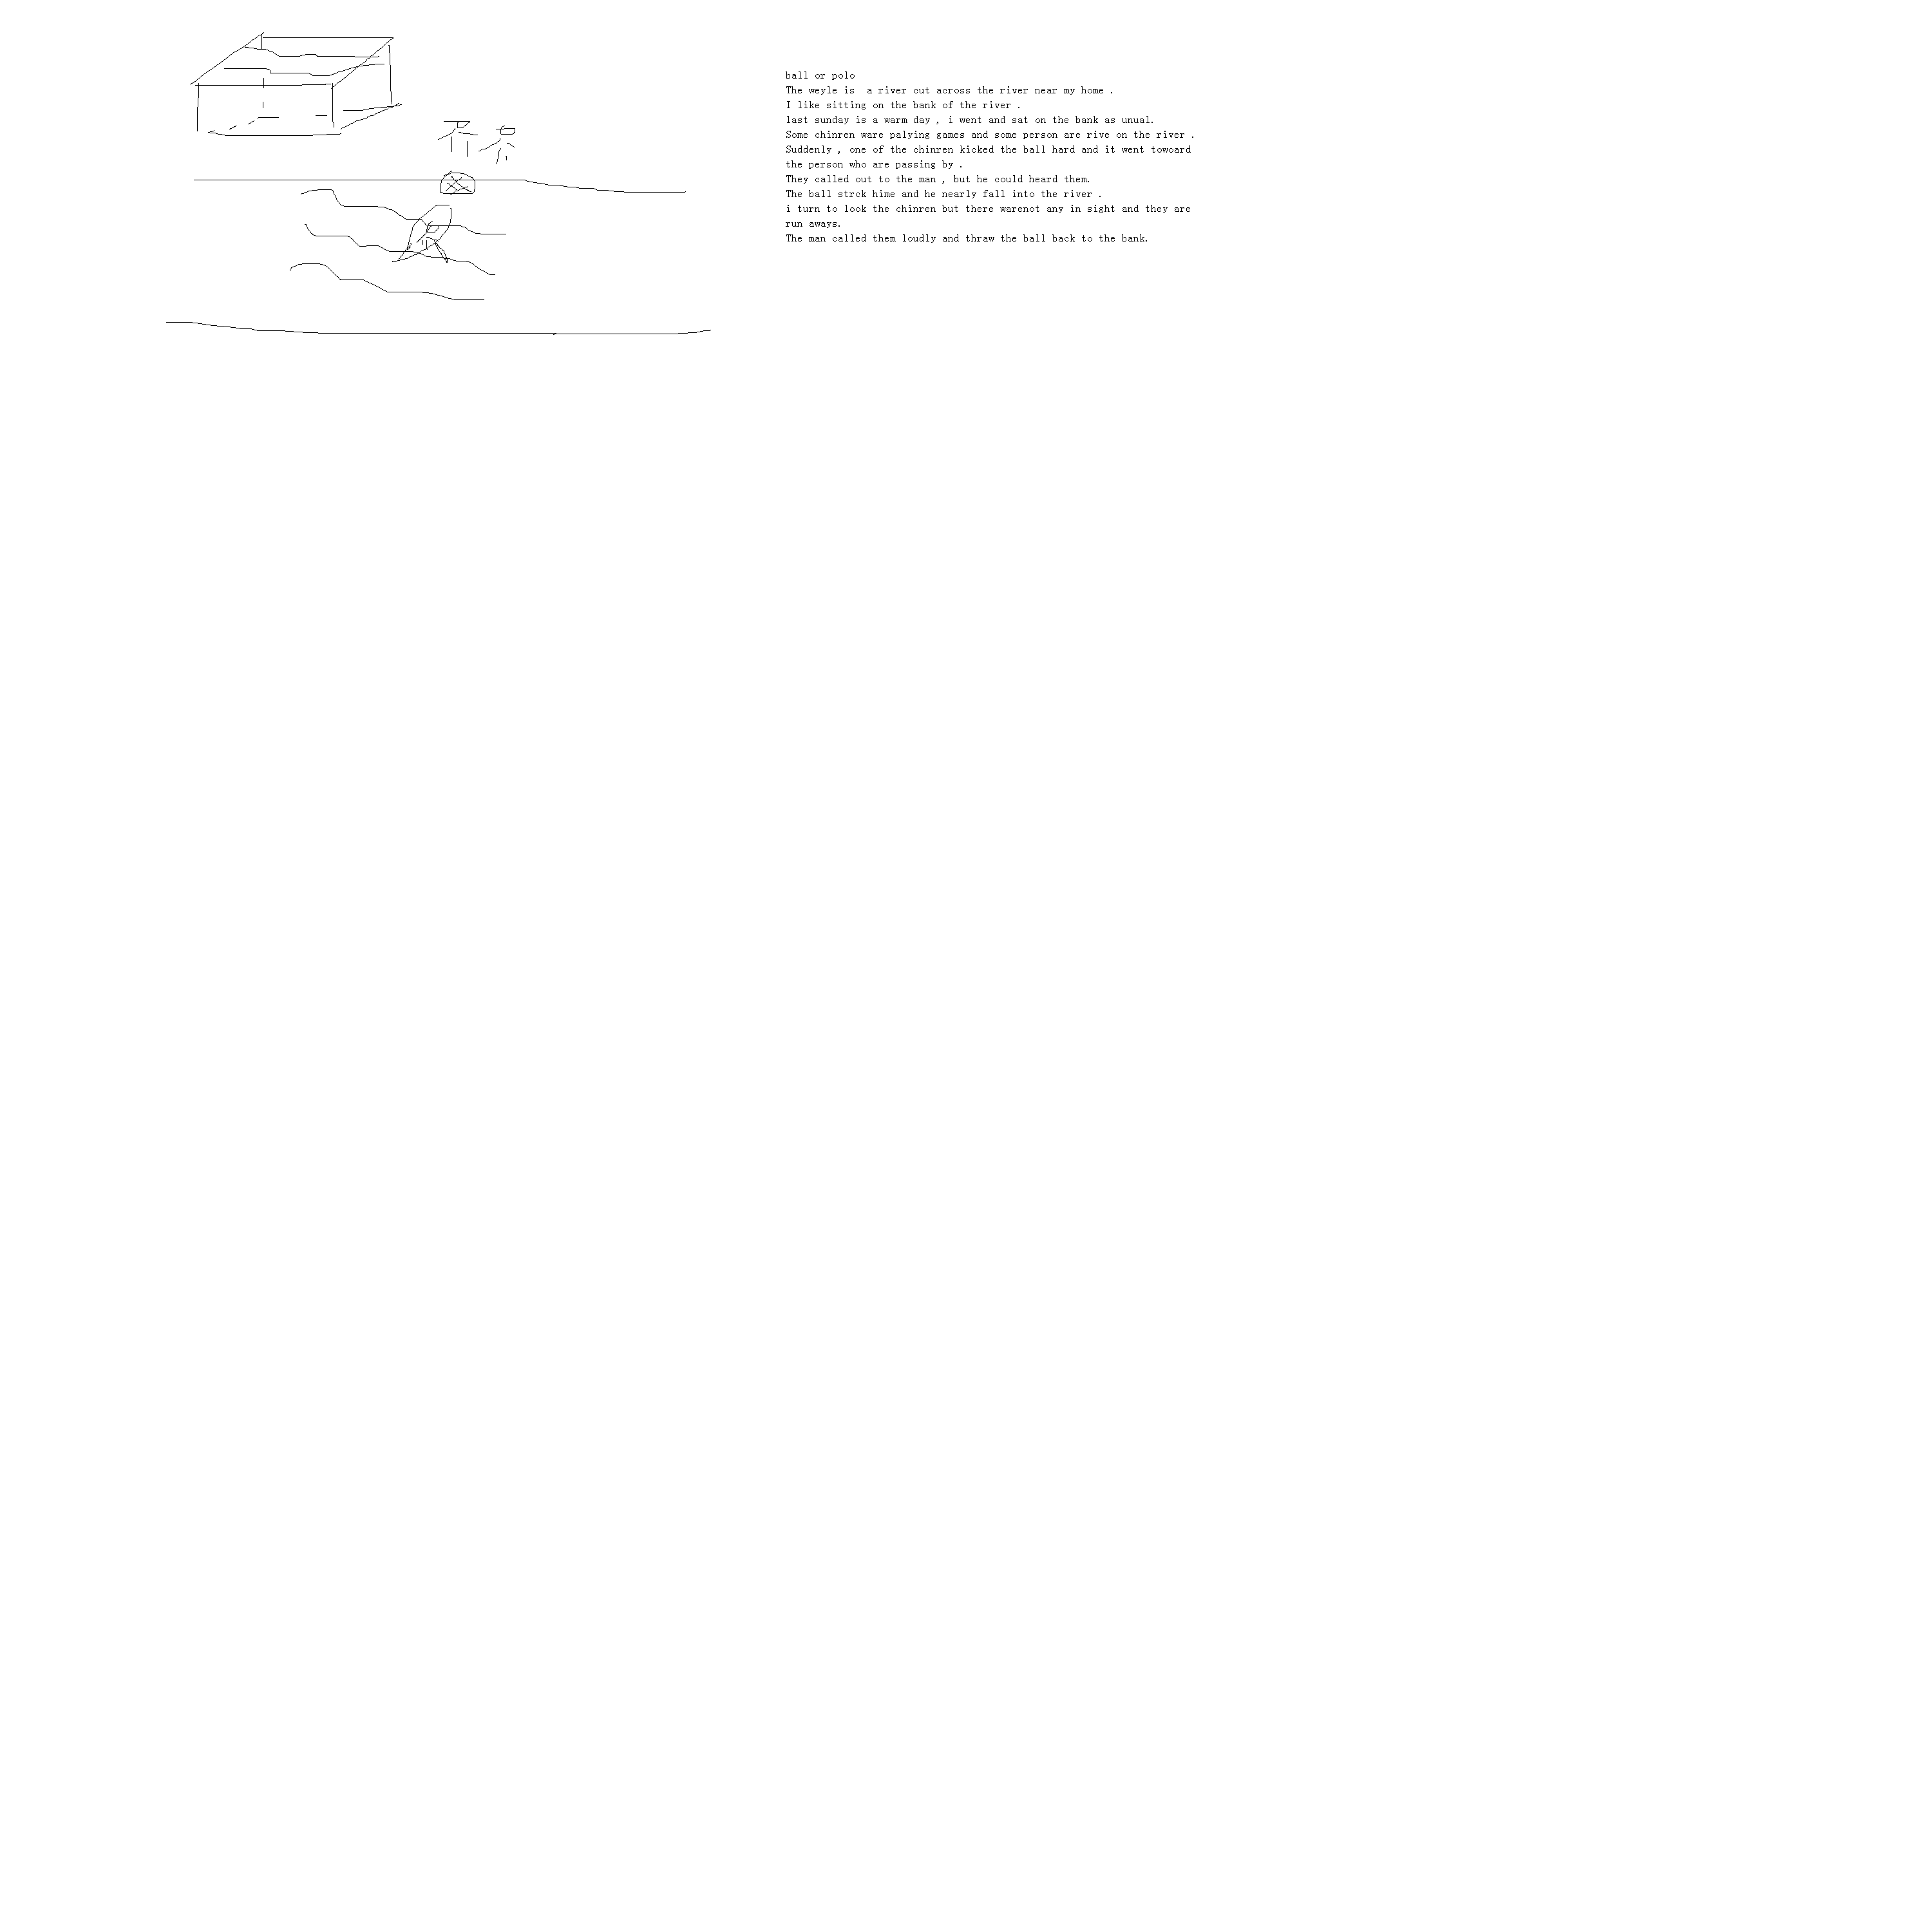 ball or polo
The weyle is  a river cut across the river near my home .
I like sitting on the bank of the river .
last sunday is a warm day , i went and sat on the bank as unual.
Some chinren ware palying games and some person are rive on the river .
Suddenly , one of the chinren kicked the ball hard and it went towoard
the person who are passing by .
They called out to the man , but he could heard them.
The ball strck hime and he nearly fall into the river .
i turn to look the chinren but there warenot any in sight and they are
run aways.
The man called them loudly and thraw the ball back to the bank.